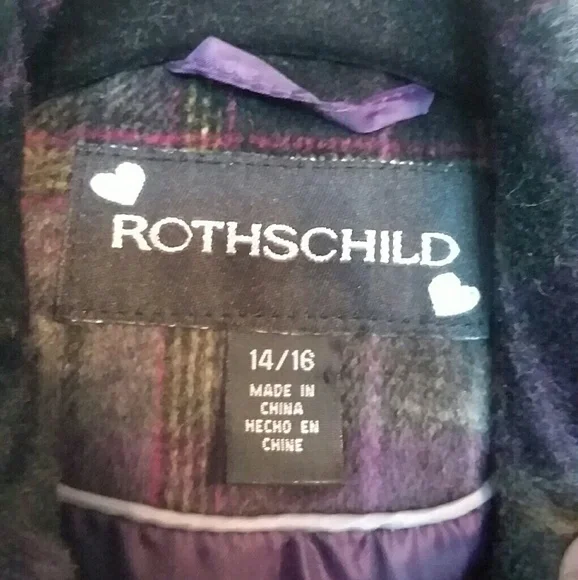 ROTHSCHILD
14/16
MADE IN
CHINA
HECHO EN
CHINE